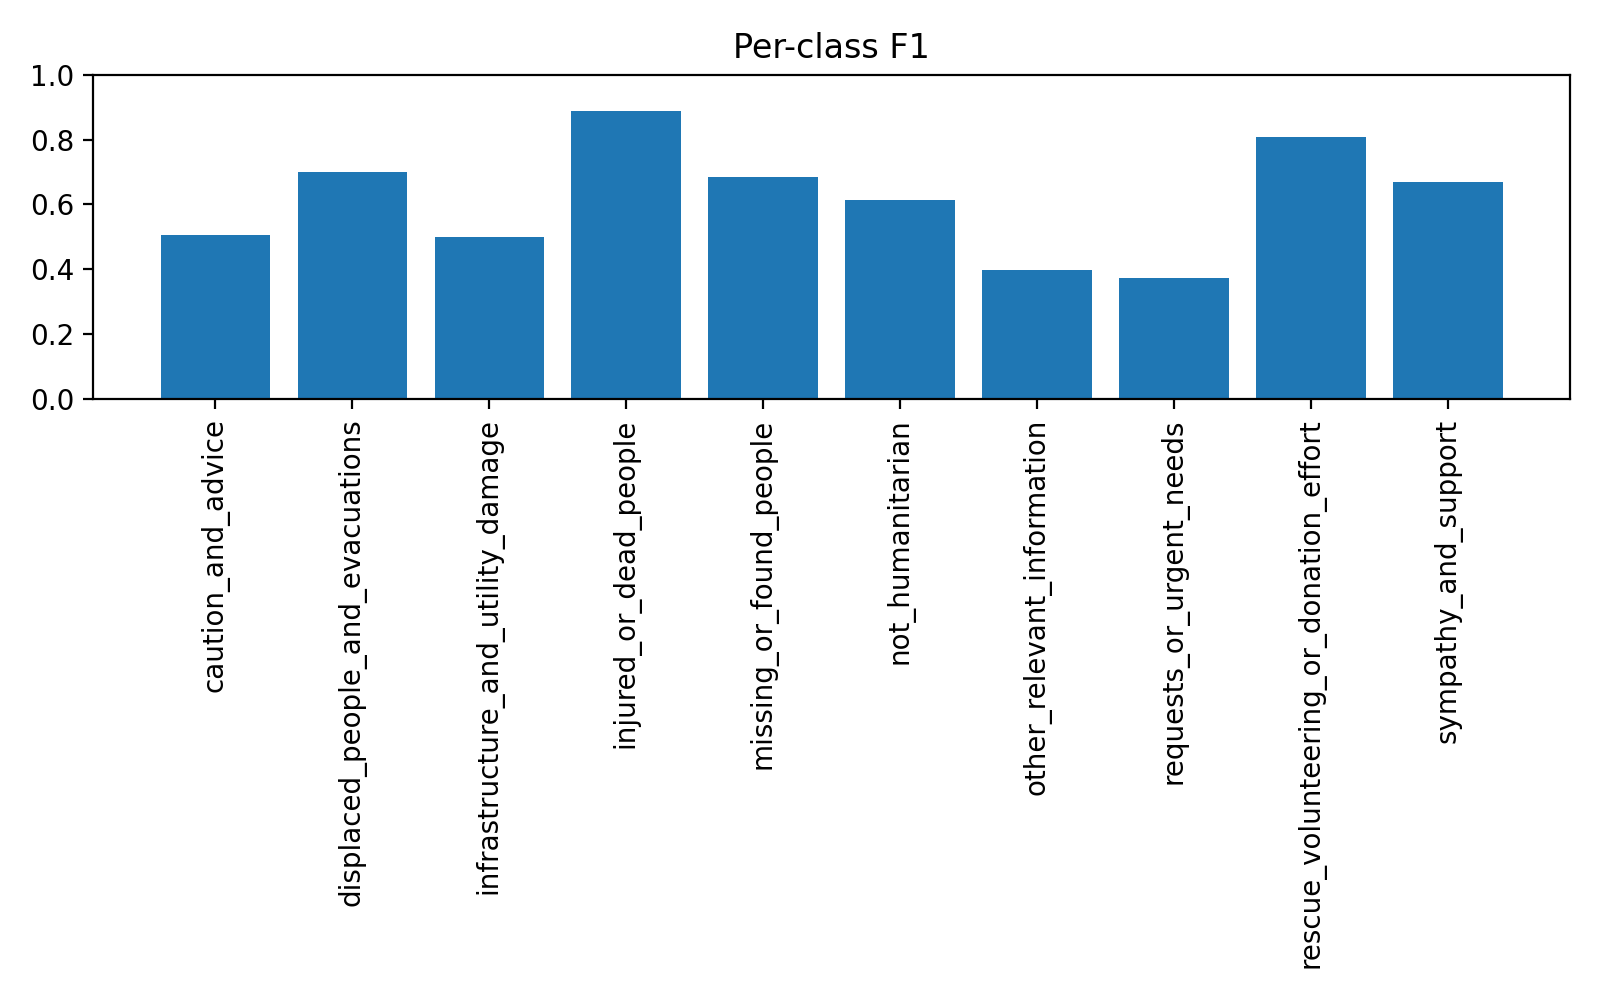 Per-class F1
1.0
0.8
0.6
0.4
0.2
0.0
caution_and_advice
displaced_people_and_evacuations
infrastructure_and_utility_damage
injured_or_dead_people
missing_or_found_people
not_humanitarian
other_relevant_information
requests_or_urgent_needs
rescue_volunteering_or_donation_effort
sympathy_and_support